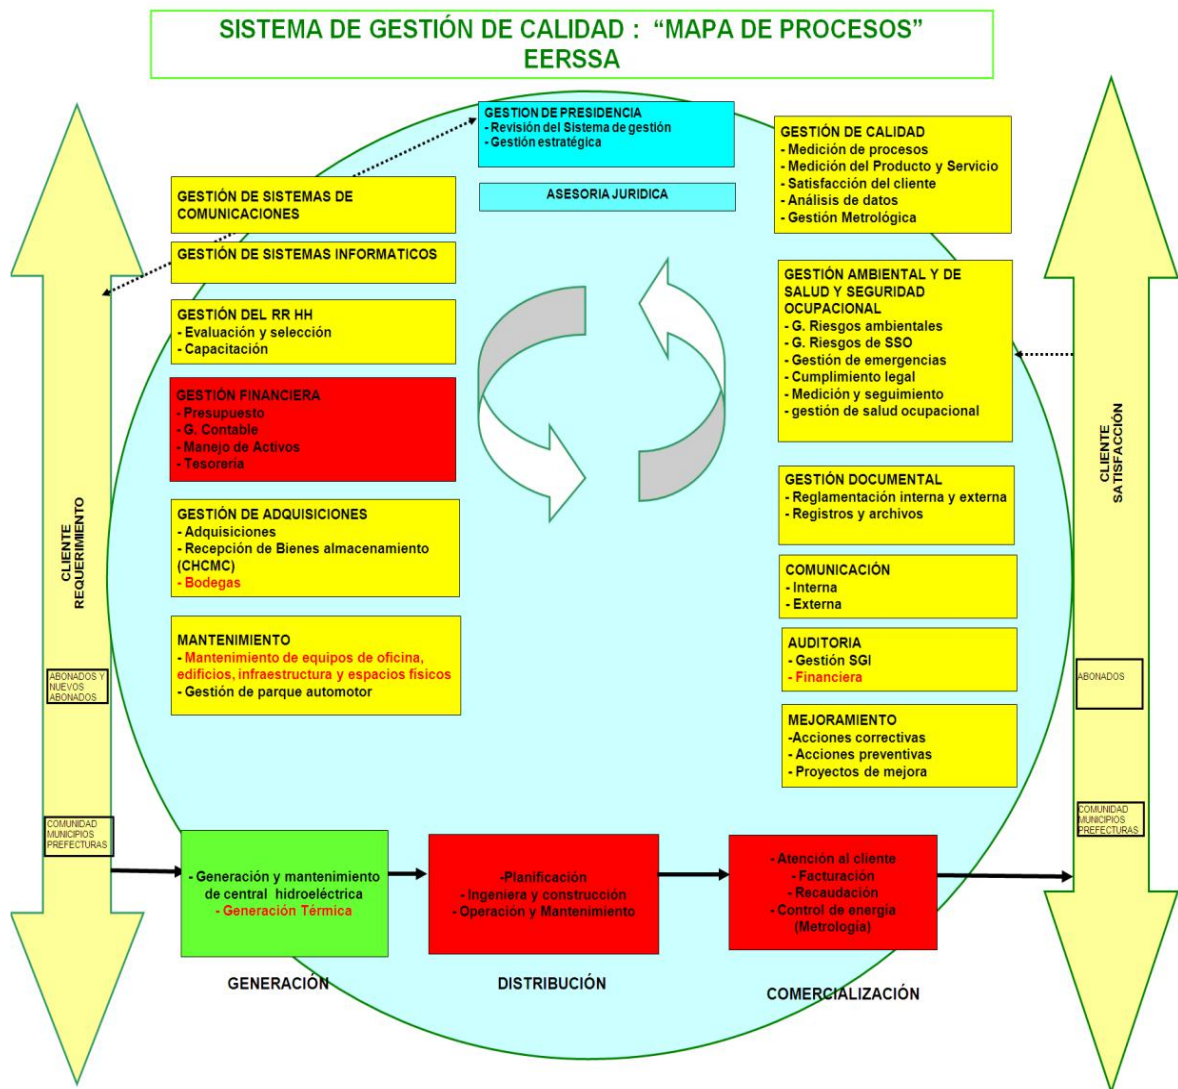 SISTEMA DE GESTIÓN DE CALIDAD : “MAPA DE PROCESOS”
EERSSA
GESTION DE PRESIDENCIA
- Revisión del Sistema de gestión
- Gestión estratégica
ASESORIA JURIDICA
GESTIÓN DE SISTEMAS DE
COMUNICACIONES
GESTIÓN DE SISTEMAS INFORMATICOS
GESTIÓN DEL RR HH
- Evaluación y selección
- Capacitación
GESTIÓN FINANCIERA
- Presupuesto
- G. Contable
- Manejo de Activos
- Tesorería
GESTIÓN DE ADQUISICIONES
- Adquisiciones
- Recepción de Bienes almacenamiento
(CHCMC)
- Bodegas
MANTENIMIENTO
- Mantenimiento de equipos de oficina,
edificios, infraestructura y espacios físicos
- Gestión de parque automotor
GESTIÓN DE CALIDAD
- Medición de procesos
- Medición del Producto y Servicio
- Satisfacción del cliente
- Análisis de datos
- Gestión Metrológica
GESTIÓN AMBIENTAL Y DE
SALUD Y SEGURIDAD
OCUPACIONAL
- G. Riesgos ambientales
- G. Riesgos de SSO
- Gestión de emergencias
- Cumplimiento legal
- Medición y seguimiento
- gestión de salud ocupacional
GESTIÓN DOCUMENTAL
- Reglamentación interna y externa
- Registros y archivos
COMUNICACIÓN
- Interna
- Externa
AUDITORIA
- Gestión SGI
- Financiera
MEJORAMIENTO
-Acciones correctivas
- Acciones preventivas
- Proyectos de mejora
CLIENTE
REQUERIMIENTO
ABONADOS Y
NUEVOS
ABONADOS
COMUNIDAD
MUNICIPIOS
PREFECTURAS
CLIENTE
SATISFACCIÓN
ABONADOS
COMUNIDAD
MUNICIPIOS
PREFECTURAS
- Generación y mantenimiento
de central hidroeléctrica
- Generación Térmica
GENERACIÓN
-Planificación
- Ingeniera y construcción
- Operación y Mantenimiento
DISTRIBUCIÓN
- Atención al cliente
- Facturación
- Recaudación
- Control de energía
(Metrología)
COMERCIALIZACIÓN